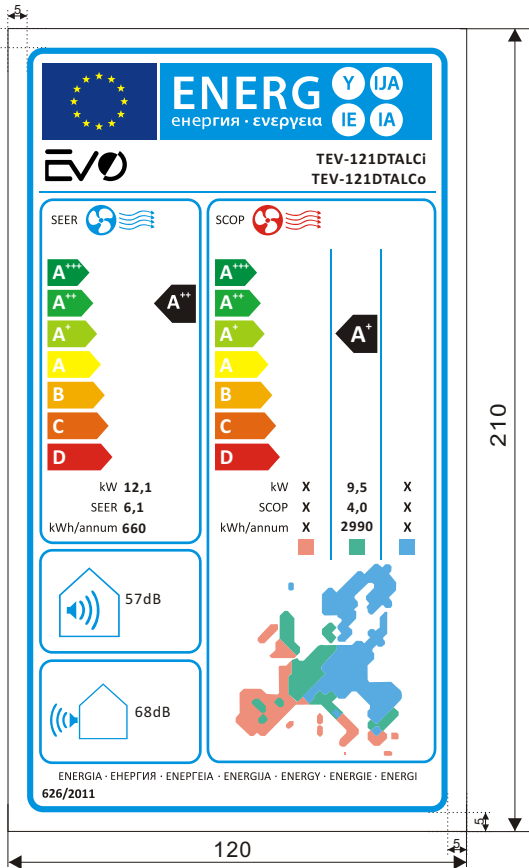 5
ENERG Y IJA
енергия · ενεργεια IE IA
EVO
TEV-121DTALCi
TEV-121DTALCo
SEER
A+++
A++ A++
A+
A
B
C
D
kW 12,1
SEER 6,1
kWh/annum 660
SCOP
A+++
A++
A+ A+
A
B
C
D
kW X 9,5 X
SCOP X 4,0 X
kWh/annum X 2990 X
57dB
68dB
ENERGIA · ЕНЕРГИЯ · ΕΝΕΡΓΕΙΑ · ENERGIJA · ENERGY · ENERGIE · ENERGI
626/2011
210
5
5
120